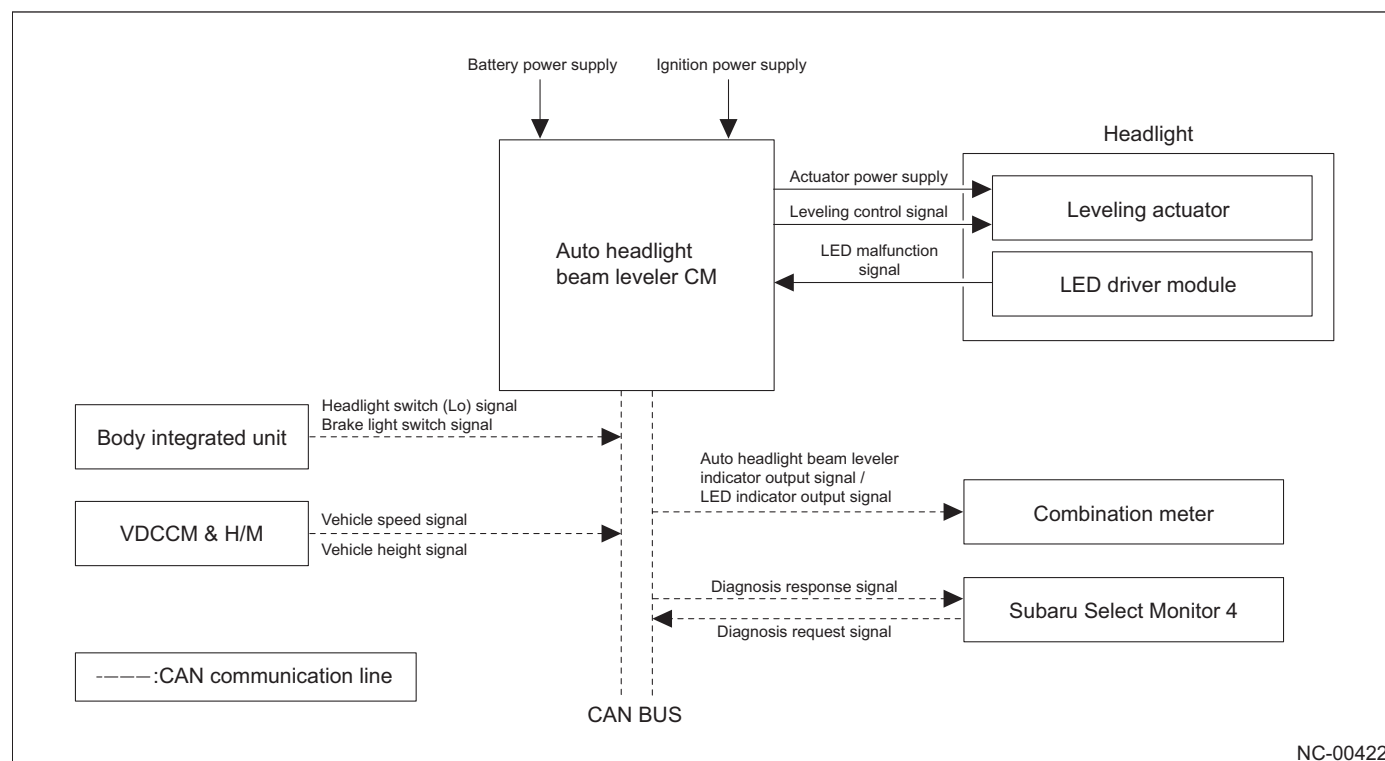 Battery power supply
Ignition power supply
Headlight
Auto headlight
beam leveler CM
Actuator power supply
Leveling control signal
LED malfunction
signal
Leveling actuator
LED driver module
Body integrated unit
Headlight switch (Lo) signal
Brake light switch signal
VDCCM & H/M
Vehicle speed signal
Vehicle height signal
Auto headlight beam leveler
indicator output signal /
LED indicator output signal
Combination meter
Diagnosis response signal
Diagnosis request signal
Subaru Select Monitor 4
:CAN communication line
CAN BUS
NC-00422